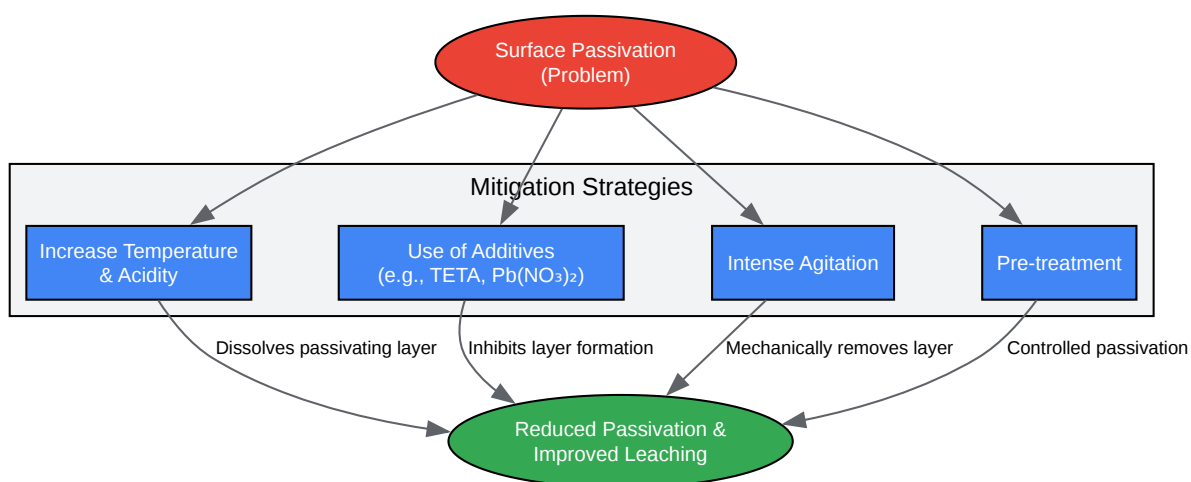 Surface Passivation
(Problem)
Mitigation Strategies
Increase Temperature
& Acidity
Use of Additives
(e.g., TETA, Pb(NO₃)₂)
Intense Agitation
Pre-treatment
Dissolves passivating layer
Inhibits layer formation
Mechanically removes layer
Controlled passivation
Reduced Passivation &
Improved Leaching